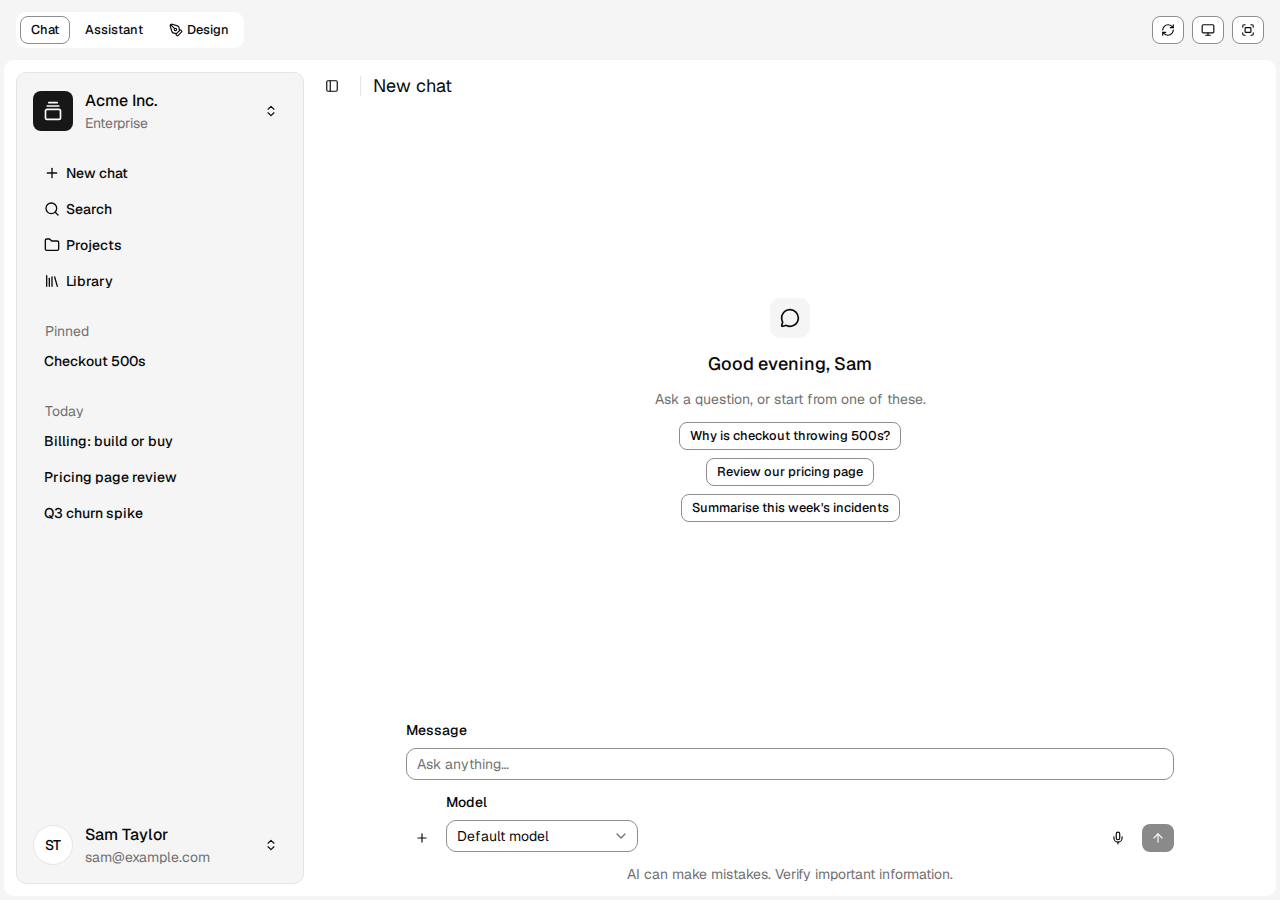 Chat
Assistant
Design
Acme Inc.
Enterprise
New chat
Search
Projects
Library
Pinned
Checkout 500s
Today
Billing: build or buy
Pricing page review
Q3 churn spike
ST
Sam Taylor
sam@example.com
New chat
Good evening, Sam
Ask a question, or start from one of these.
Why is checkout throwing 500s?
Review our pricing page
Summarise this week's incidents
Message
Ask anything…
Model
Default model
AI can make mistakes. Verify important information.